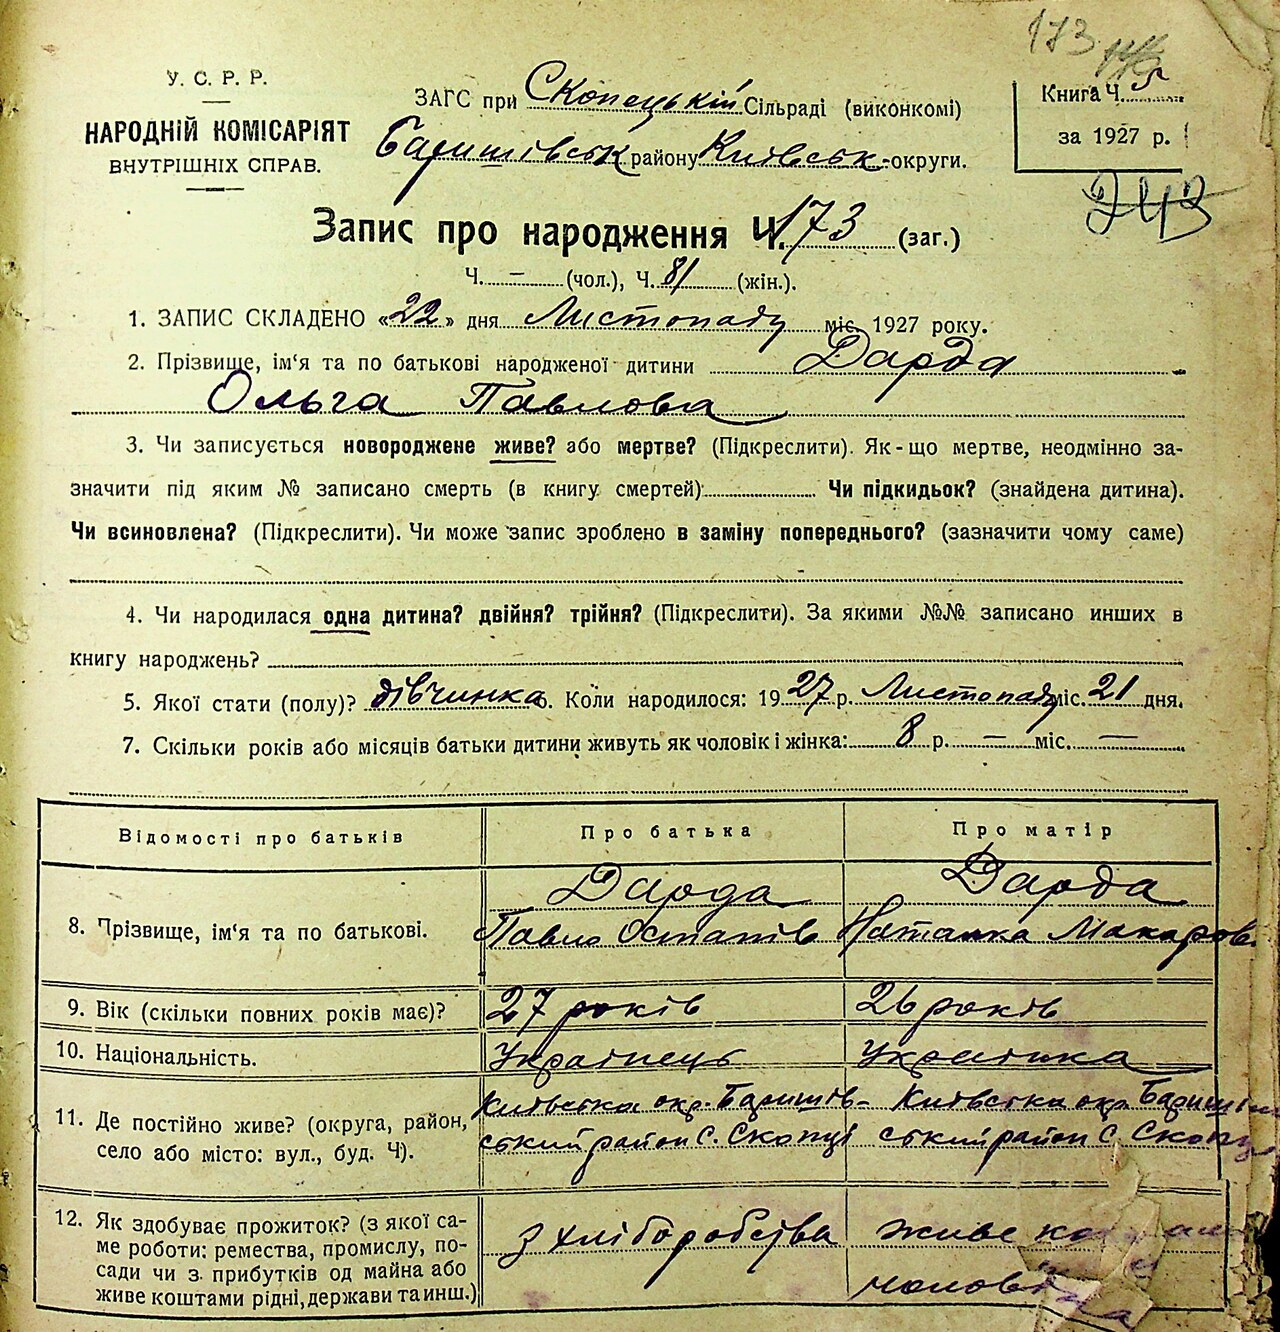 173
У. С. Р. Р.
НАРОДНІЙ КОМІСАРІЯТ
ВНУТРІШНІХ СПРАВ.
ЗАГС при Скопецькій Сільраді (виконкомі)
Баришівськ району Київськ-округи.
Книга Ч. 5
за 1927 р.
243
Запис про народження Ч. 173 (заг.)
Ч. — (чол.), Ч. 81 (жін.).
1. ЗАПИС СКЛАДЕНО «22» дня Листопаду міс. 1927 року.
2. Прізвище, ім‘я та по батькові народженої дитини Дарда
Ольга Павлова
3. Чи записується новороджене живе? або мертве? (Підкреслити). Як-що мертве, неодмінно за-
значити під яким № записано смерть (в книгу смертей) Чи підкидьок? (знайдена дитина).
Чи всиновлена? (Підкреслити). Чи може запис зроблено в заміну попереднього? (зазначити чому саме)
4. Чи народилася одна дитина? двійня? трійня? (Підкреслити). За якими №№ записано инших в
книгу народжень?
5. Якої стати (полу)? дівчинка 6. Коли народилося: 1927 р. Листопаду міс. 21 дня.
7. Скільки років або місяців батьки дитини живуть як чоловік і жінка: 8 р. — міс. —
Відомості про батьків
Про батька
Про матір
8. Прізвище, ім‘я та по батькові.
Дарда
Павло Остапів
Дарда
Наталка Макаров
9. Вік (скільки повних років має)?
27 років
26 років
10. Національність.
Українець
Українка
11. Де постійно живе? (округа, район,
село або місто: вул., буд. Ч).
Київська окр. Баришів-
ський район с. Скопці
Київська окр. Баришів
ський район с. Скопці
12. Як здобуває прожиток? (з якої са-
ме роботи: ремества, промислу, по-
сади чи з прибутків од майна або
живе коштами рідні, держави та инш.)
З хліборобства
живе
чоловіка